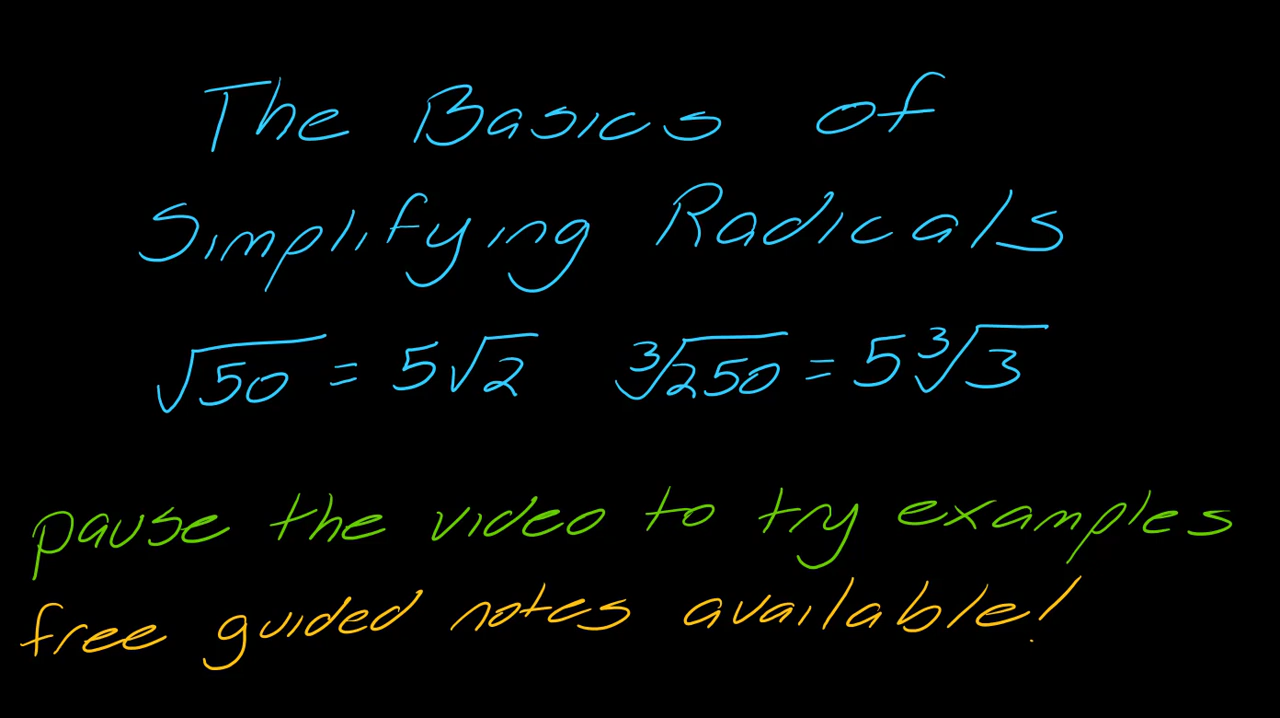 The Basics of
Simplifying Radicals
√50 = 5√2 ∛250 = 5∛3
pause the video to try examples
free guided notes available!